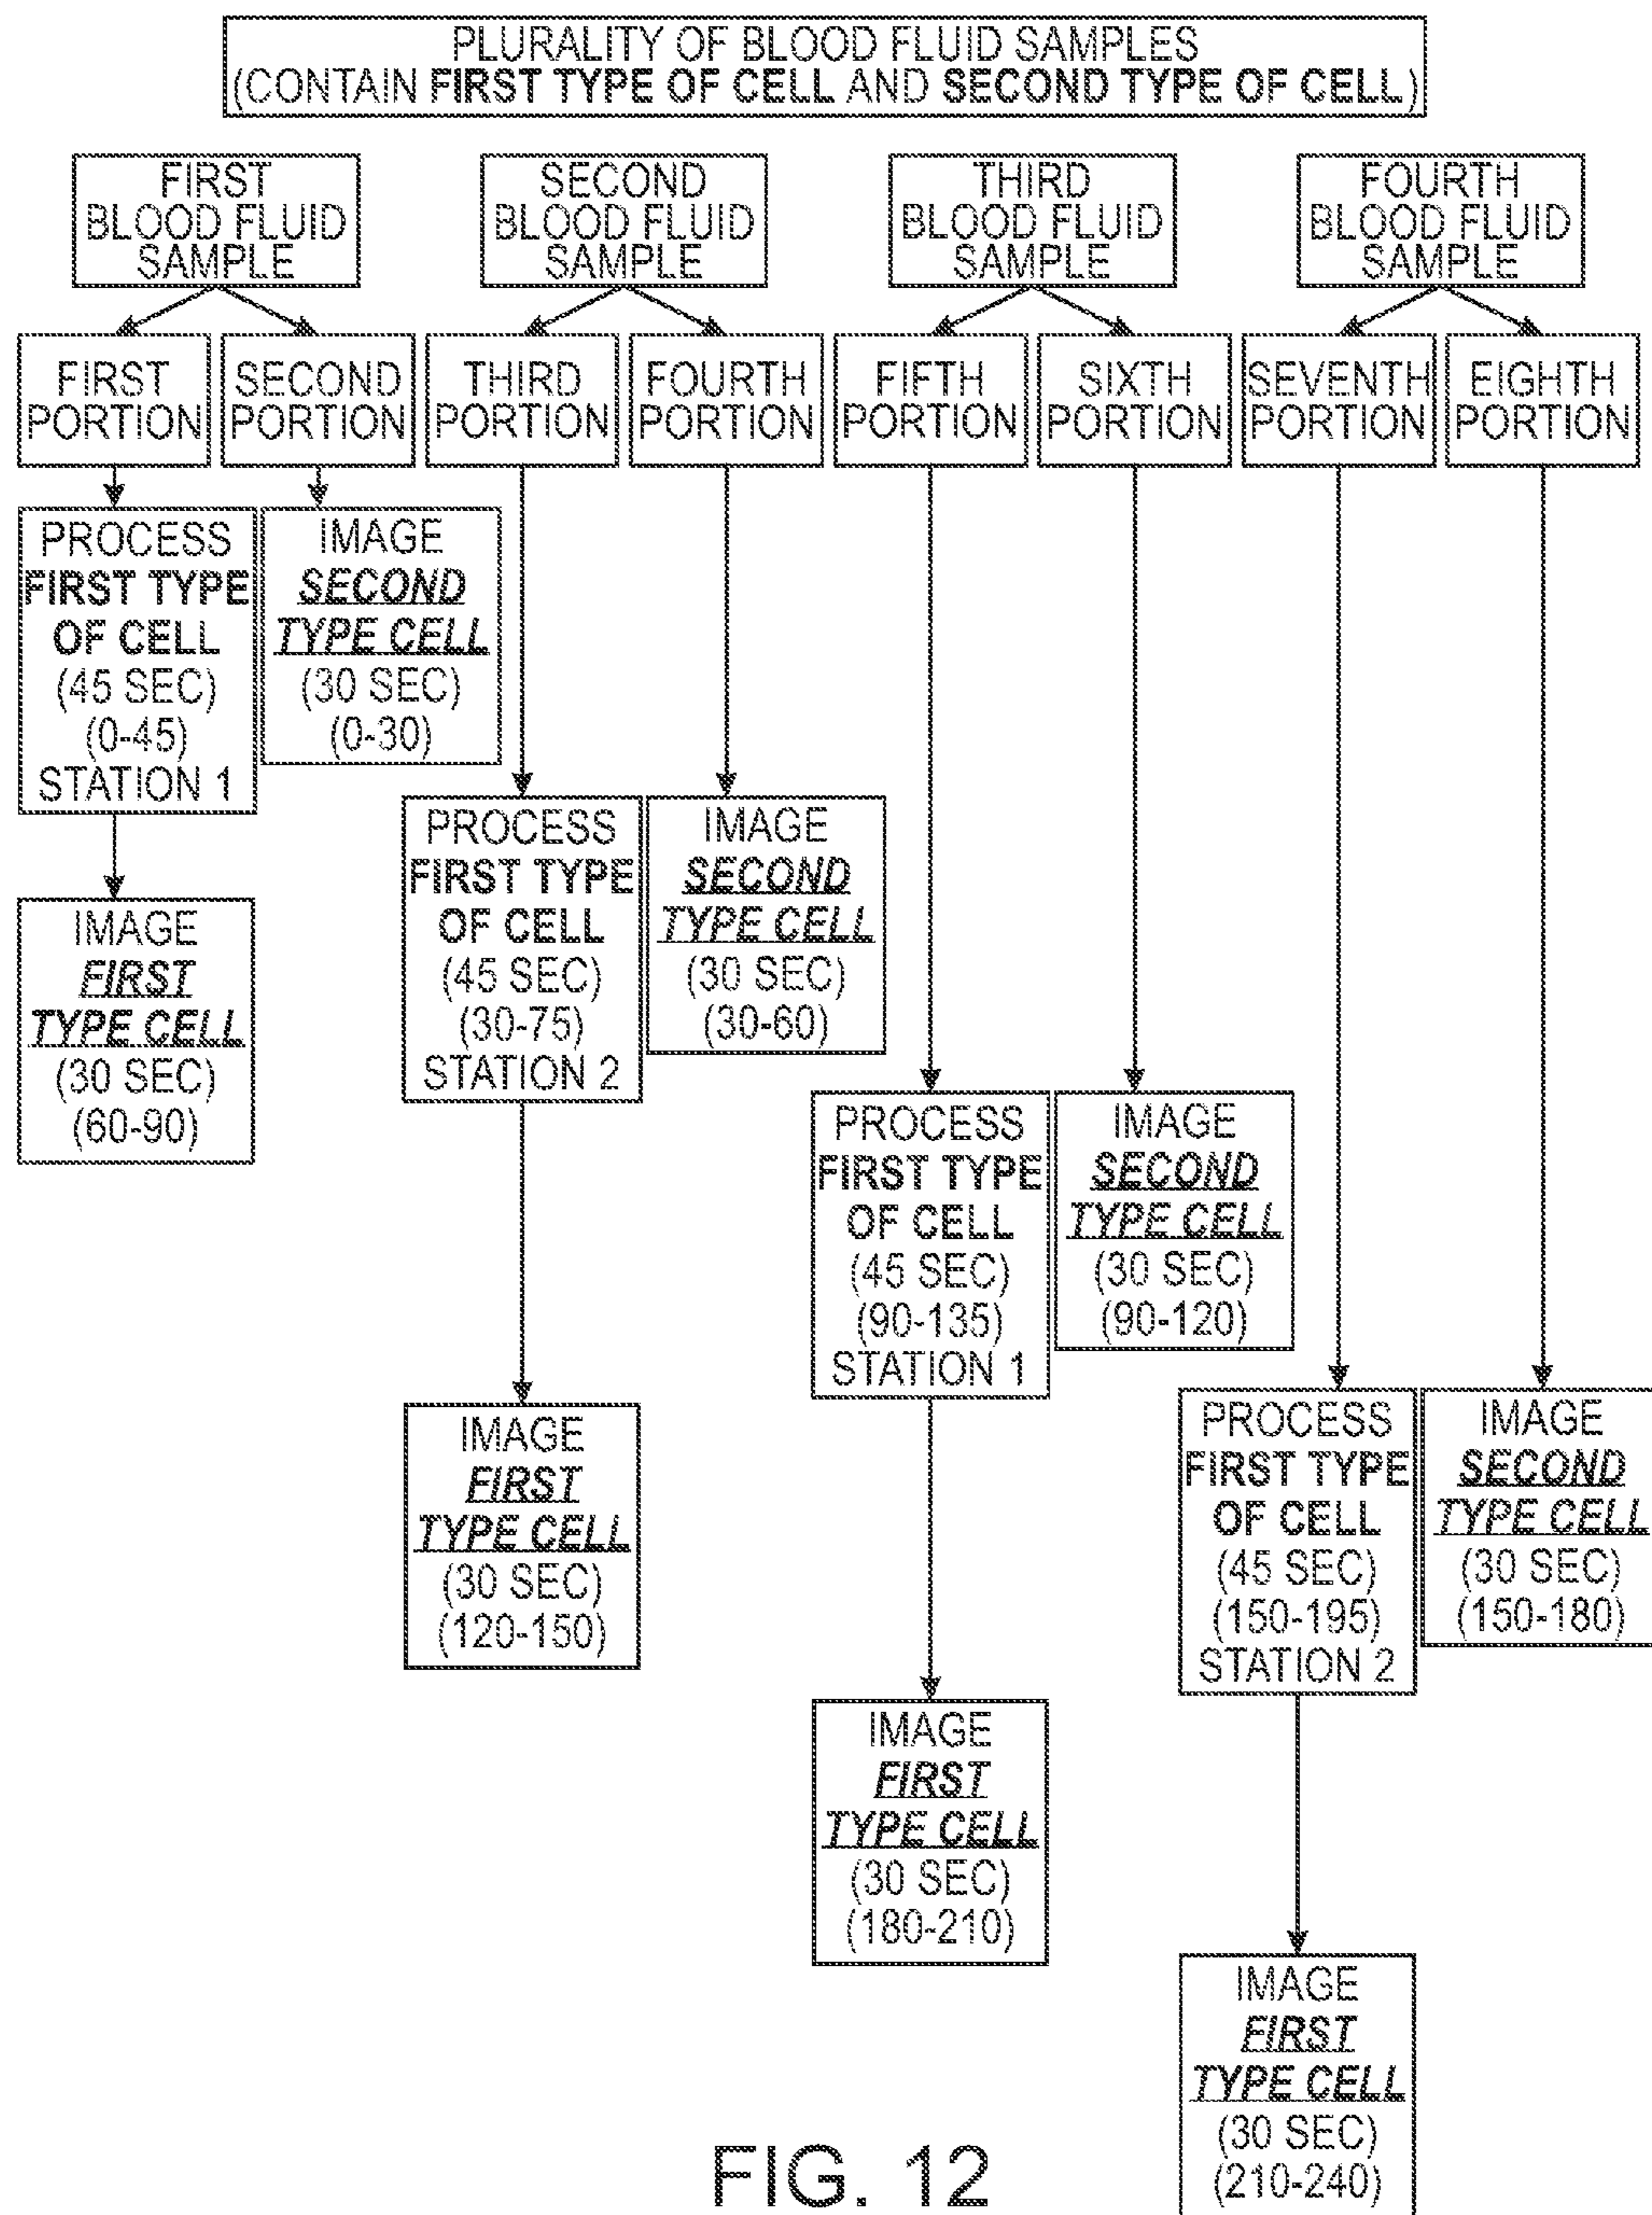 PLURALITY OF BLOOD FLUID SAMPLES
(CONTAIN FIRST TYPE OF CELL AND SECOND TYPE OF CELL)
FIRST
BLOOD FLUID
SAMPLE
SECOND
BLOOD FLUID
SAMPLE
THIRD
BLOOD FLUID
SAMPLE
FOURTH
BLOOD FLUID
SAMPLE
FIRST
PORTION
SECOND
PORTION
THIRD
PORTION
FOURTH
PORTION
FIFTH
PORTION
SIXTH
PORTION
SEVENTH
PORTION
EIGHTH
PORTION
PROCESS
FIRST TYPE
OF CELL
(45 SEC)
(0-45)
STATION 1
IMAGE
SECOND
TYPE CELL
(30 SEC)
(0-30)
PROCESS
FIRST TYPE
OF CELL
(45 SEC)
(30-75)
STATION 2
IMAGE
SECOND
TYPE CELL
(30 SEC)
(30-60)
IMAGE
FIRST
TYPE CELL
(30 SEC)
(60-90)
PROCESS
FIRST TYPE
OF CELL
(45 SEC)
(90-135)
STATION 1
IMAGE
SECOND
TYPE CELL
(30 SEC)
(90-120)
IMAGE
FIRST
TYPE CELL
(30 SEC)
(120-150)
PROCESS
FIRST TYPE
OF CELL
(45 SEC)
(150-195)
STATION 2
IMAGE
SECOND
TYPE CELL
(30 SEC)
(150-180)
IMAGE
FIRST
TYPE CELL
(30 SEC)
(180-210)
IMAGE
FIRST
TYPE CELL
(30 SEC)
(210-240)
FIG. 12